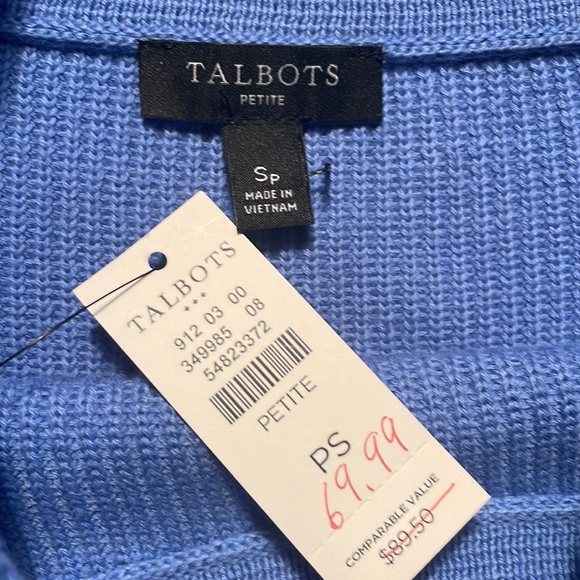 TALBOTS
PETITE
SP
MADE IN
VIETNAM
TALBOTS
912 03 00
349985 08
54823372
PETITE
PS
69.99
COMPARABLE VALUE
$89.50